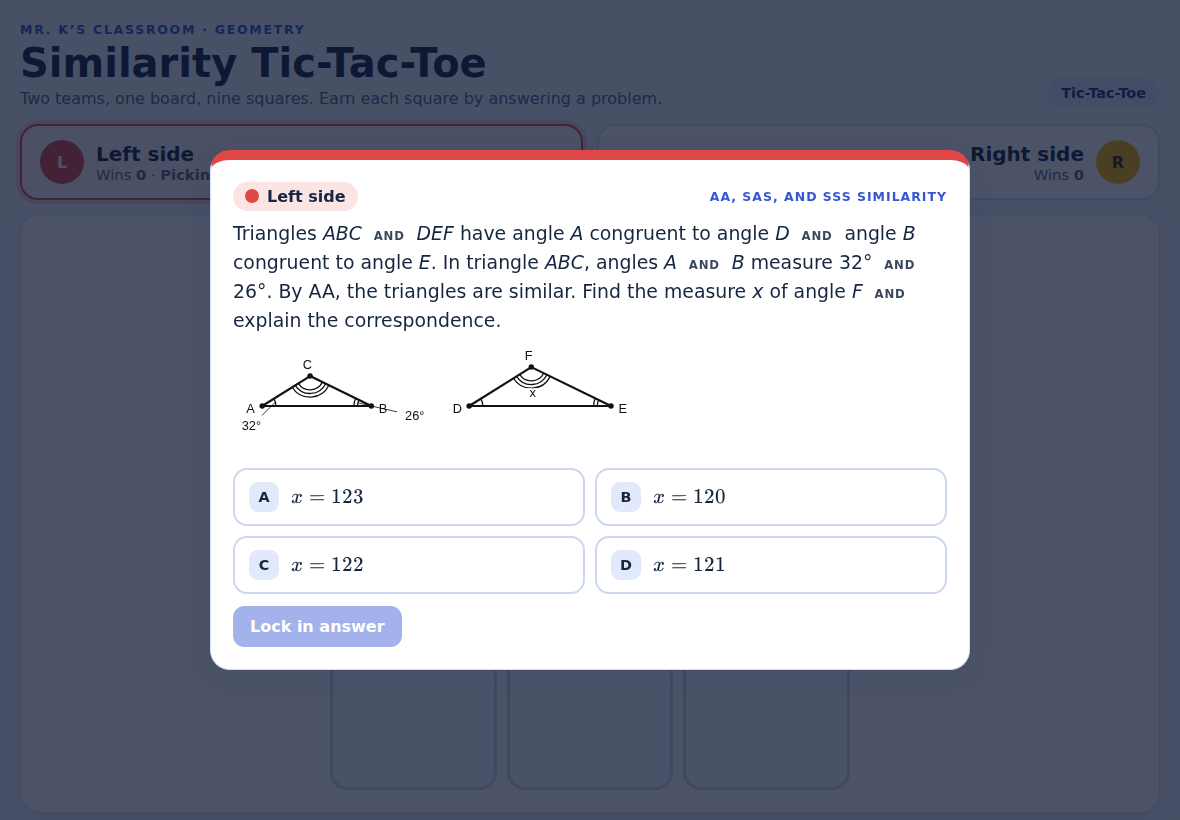 MR. K’S CLASSROOM · GEOMETRY
Similarity Tic-Tac-Toe
Two teams, one board, nine squares. Earn each square by answering a problem.
Tic-Tac-Toe
L
Left side
Wins 0 · Pickin
Right side
Wins 0
R
Left side
AA, SAS, AND SSS SIMILARITY
Triangles ABC AND DEF have angle A congruent to angle D AND angle B
congruent to angle E. In triangle ABC, angles A AND B measure 32° AND
26°. By AA, the triangles are similar. Find the measure x of angle F AND
explain the correspondence.
C
A
B
32°
26°
F
x
D
E
A x = 123
B x = 120
C x = 122
D x = 121
Lock in answer